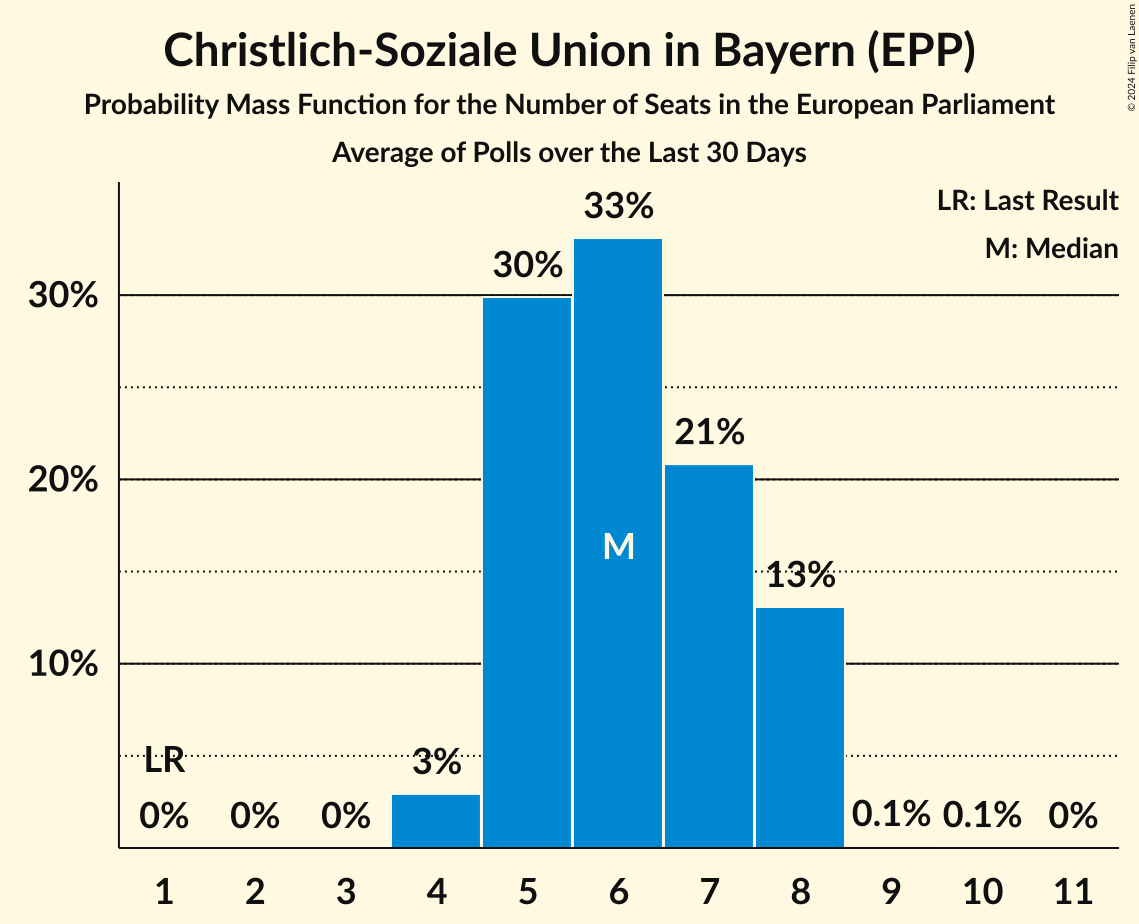 Christlich-Soziale Union in Bayern (EPP)
Probability Mass Function for the Number of Seats in the European Parliament
Average of Polls over the Last 30 Days
© 2024 Filip van Laenen
LR: Last Result
M: Median
33%
30%
30%
21%
20%
M
13%
10%
LR
3%
0% 0% 0% 0.1% 0.1% 0%
1 2 3 4 5 6 7 8 9 10 11